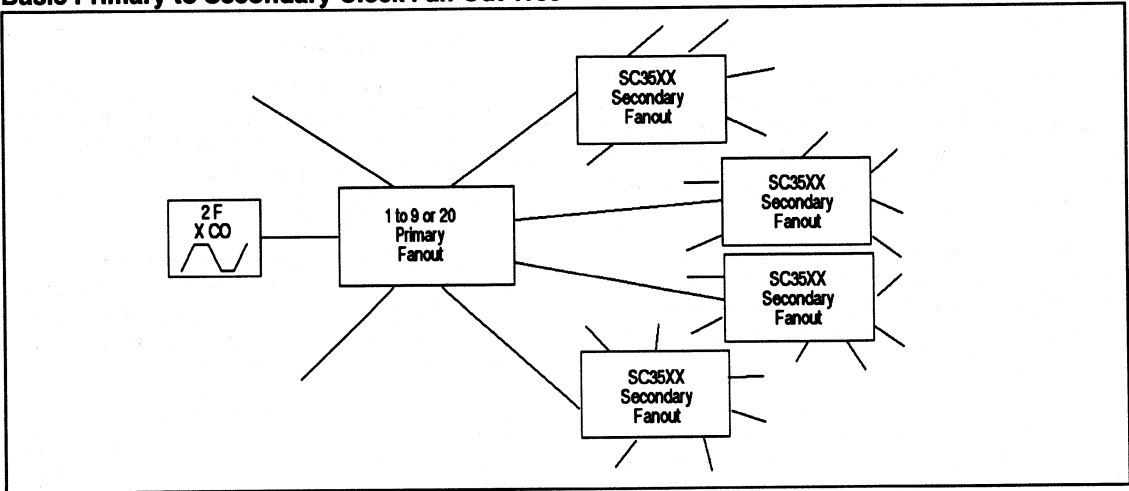 Basic Primary to Secondary Clock Fan Out Tree
SC35XX
Secondary
Fanout
2 F
X CO
1 to 9 or 20
Primary
Fanout
SC35XX
Secondary
Fanout
SC35XX
Secondary
Fanout
SC35XX
Secondary
Fanout